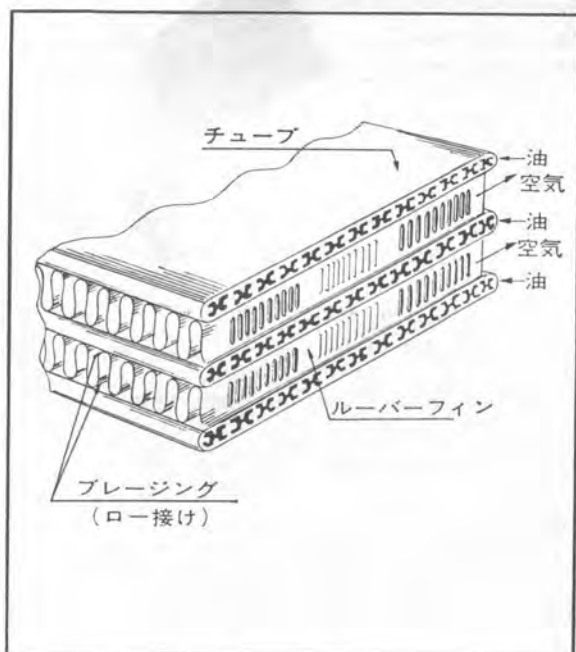 チューブ
油
空気
油
空気
油
ルーバーフィン
ブレージング
(ロー接け)